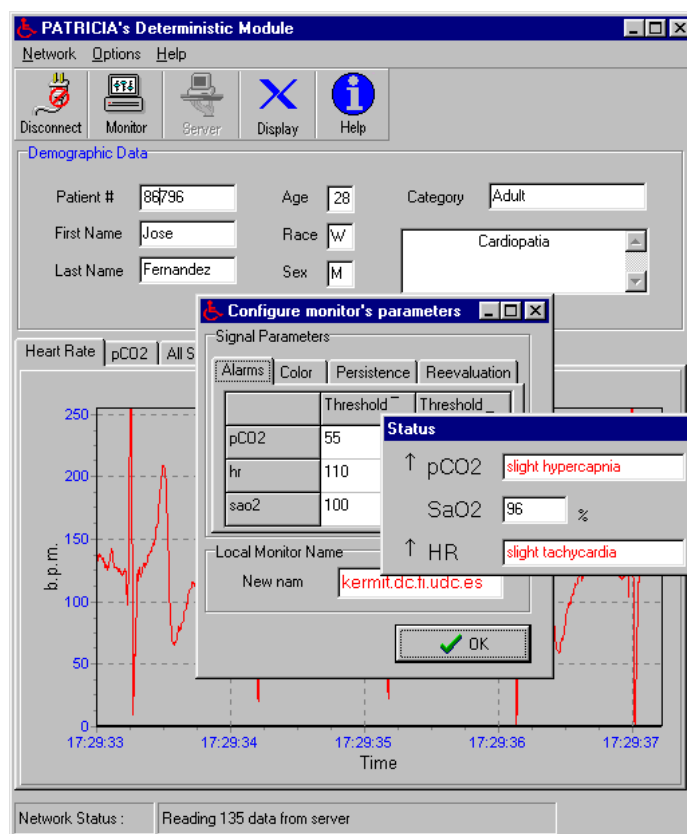 PATRICIA's Deterministic Module
Network Options Help
Disconnect Monitor Server Display Help
Demographic Data
Patient # 86796 Age 28 Category Adult
First Name Jose Race W Cardiopatia
Last Name Fernandez Sex M
Configure monitor's parameters
Signal Parameters
Heart Rate pCO2 All S
Alarms Color Persistence Reevaluation
Threshold¯ Threshold_
Status
pCO2 55
↑ pCO2 slight hypercapnia
hr 110
SaO2 96 %
sao2 100
↑ HR slight tachycardia
Local Monitor Name
New nam kermit.dc.fi.udc.es
OK
b.p.m.
250
200
150
100
50
0
17:29:33 17:29:34 17:29:35 17:29:36 17:29:37
Time
Network Status : Reading 135 data from server